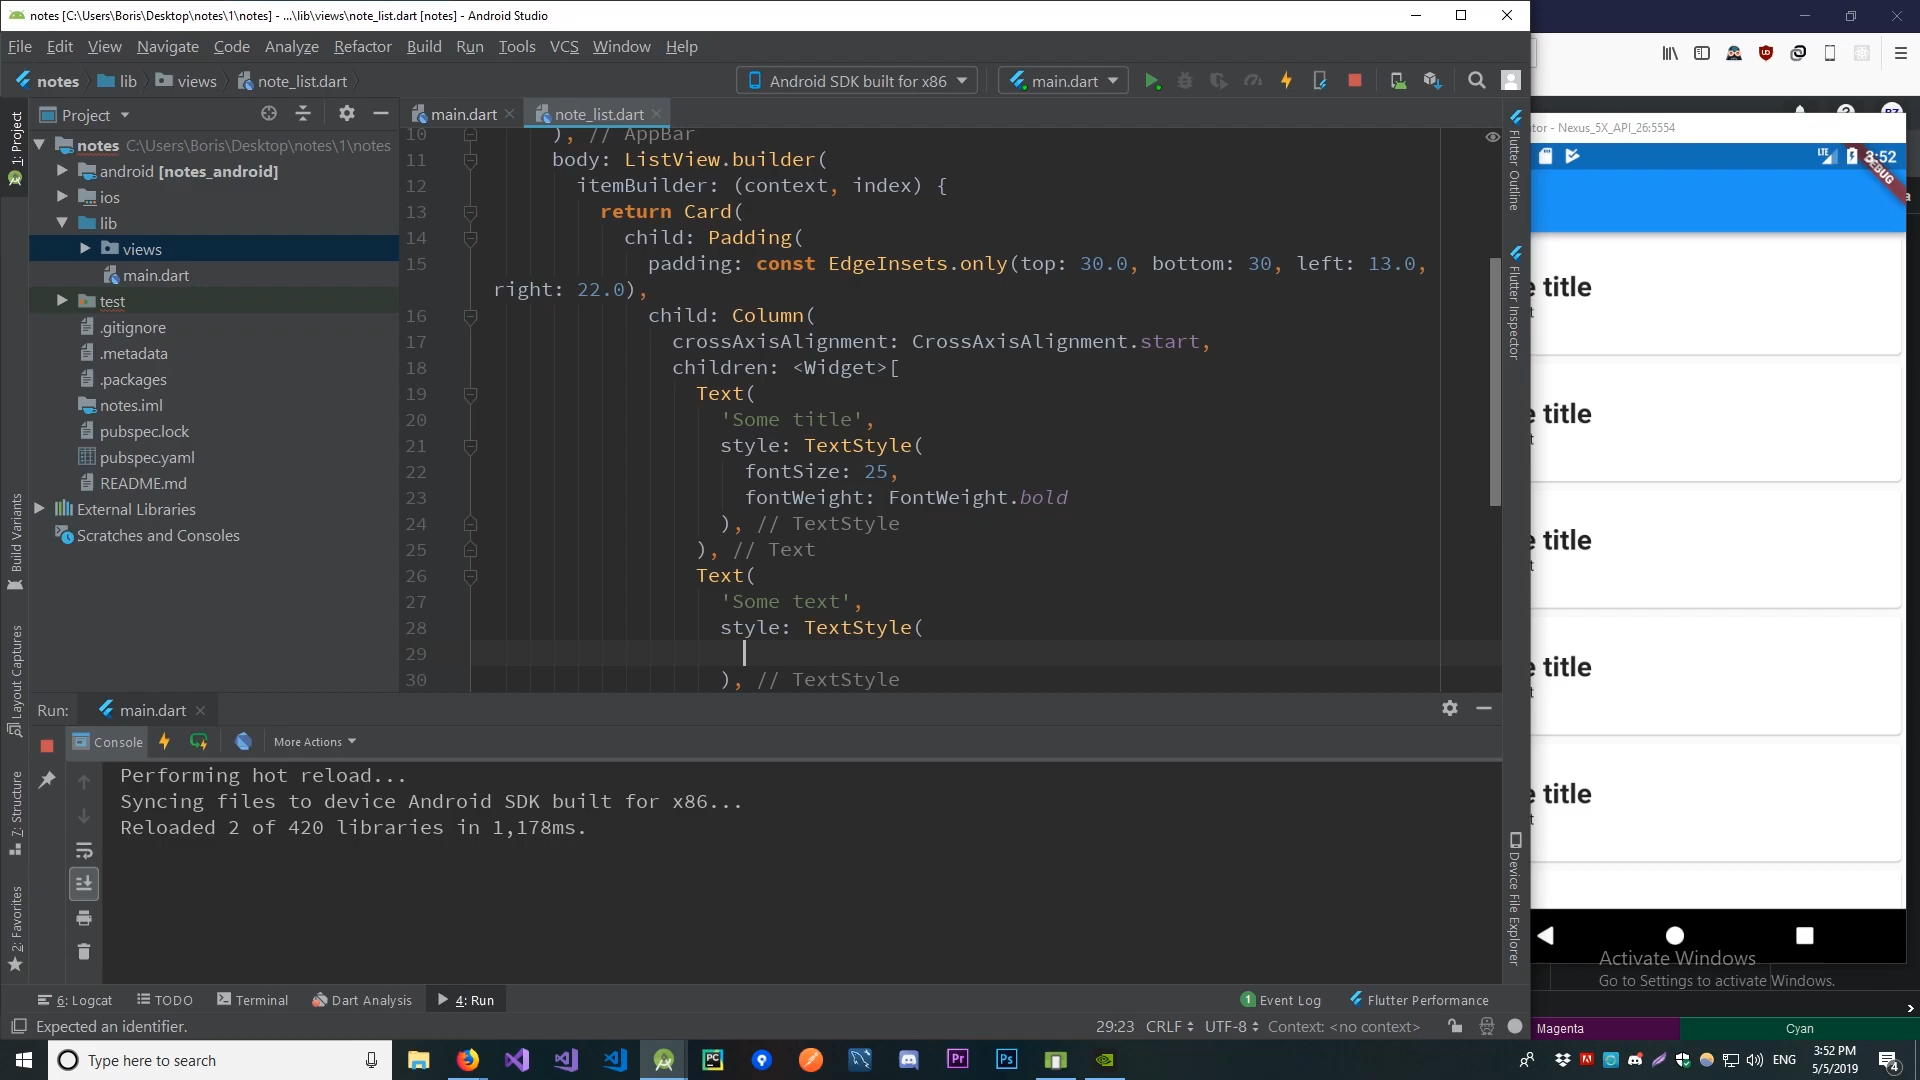 notes [C:\Users\Boris\Desktop\notes\1\notes] - ...\lib\views\note_list.dart [notes] - Android Studio
File Edit View Navigate Code Analyze Refactor Build Run Tools VCS Window Help
notes lib views note_list.dart
Android SDK built for x86 main.dart
1: Project
Build Variants
Layout Captures
7: Structure
2: Favorites
Project
notes C:\Users\Boris\Desktop\notes\1\notes
android [notes_android]
ios
lib
views
main.dart
test
.gitignore
.metadata
.packages
notes.iml
pubspec.lock
pubspec.yaml
README.md
External Libraries
Scratches and Consoles
main.dart note_list.dart
10 ), // AppBar
11 body: ListView.builder(
12 itemBuilder: (context, index) {
13 return Card(
14 child: Padding(
15 padding: const EdgeInsets.only(top: 30.0, bottom: 30, left: 13.0,
right: 22.0),
16 child: Column(
17 crossAxisAlignment: CrossAxisAlignment.start,
18 children: <Widget>[
19 Text(
20 'Some title',
21 style: TextStyle(
22 fontSize: 25,
23 fontWeight: FontWeight.bold
24 ), // TextStyle
25 ), // Text
26 Text(
27 'Some text',
28 style: TextStyle(
29
30 ), // TextStyle
Flutter Outline
Flutter Inspector
Device File Explorer
tor - Nexus_5X_API_26:5554
LTE 3:52
DEBUG
e title
t
e title
t
e title
t
e title
t
e title
t
Activate Windows
Go to Settings to activate Windows.
Magenta Cyan
Run: main.dart
Console More Actions
Performing hot reload...
Syncing files to device Android SDK built for x86...
Reloaded 2 of 420 libraries in 1,178ms.
6: Logcat TODO Terminal Dart Analysis 4: Run 1 Event Log Flutter Performance
Expected an identifier. 29:23 CRLF UTF-8 Context: <no context>
Type here to search
PC Pr Ps
ENG
3:52 PM
5/5/2019
4